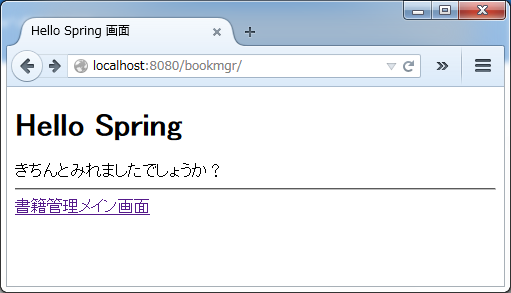 Hello Spring 画面
localhost:8080/bookmgr/
Hello Spring
きちんとみれましたでしょうか？
書籍管理メイン画面